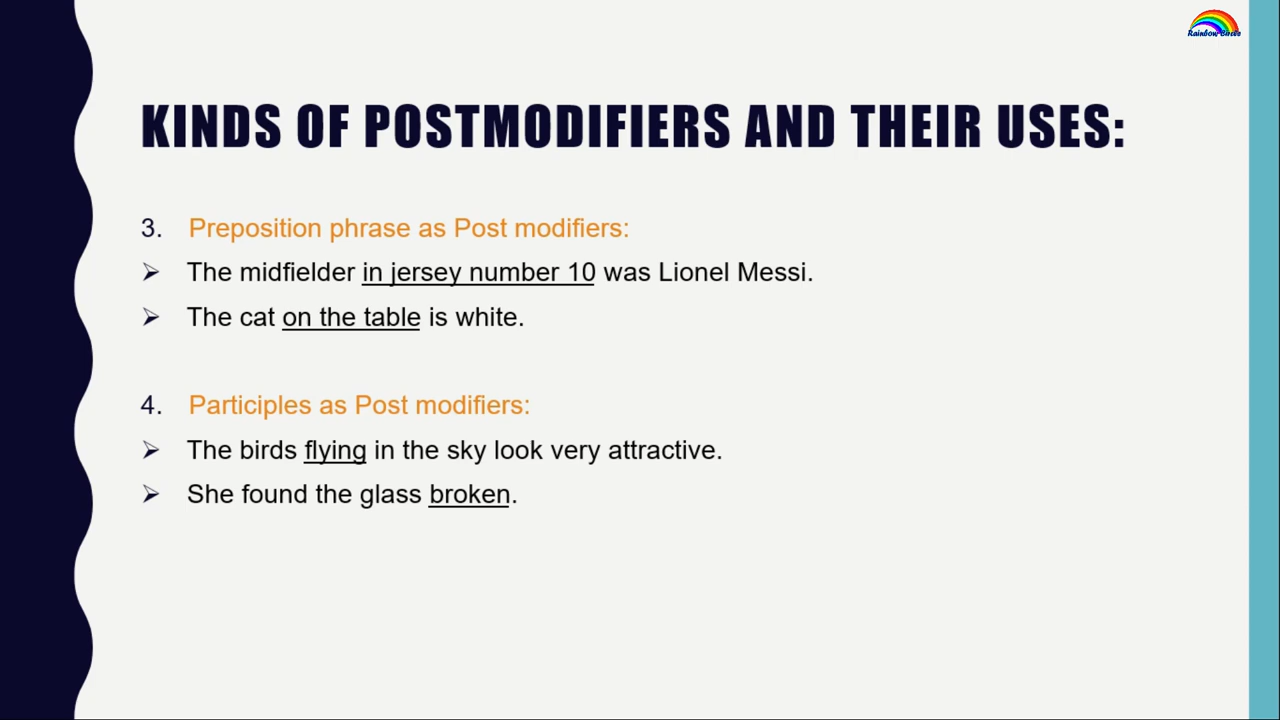 Rainbow
KINDS OF POSTMODIFIERS AND THEIR USES:
3. Preposition phrase as Post modifiers:
➢ The midfielder in jersey number 10 was Lionel Messi.
➢ The cat on the table is white.
4. Participles as Post modifiers:
➢ The birds flying in the sky look very attractive.
➢ She found the glass broken.